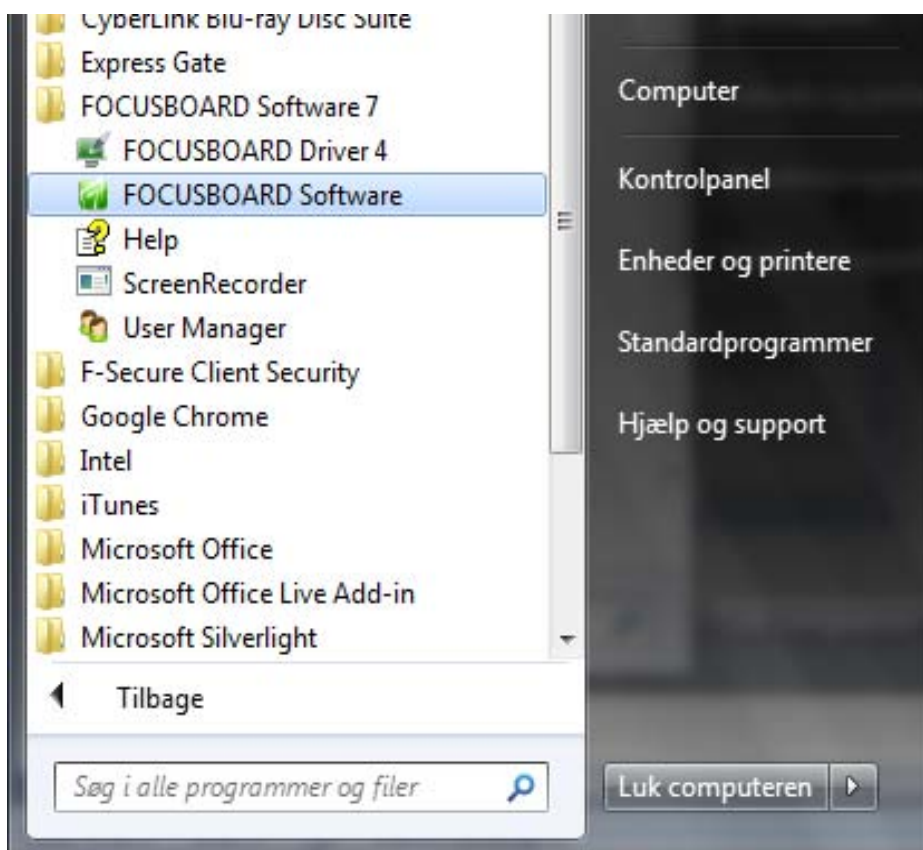 CyberLink Blu-ray Disc Suite
Express Gate
FOCUSBOARD Software 7
FOCUSBOARD Driver 4
FOCUSBOARD Software
Help
ScreenRecorder
User Manager
F-Secure Client Security
Google Chrome
Intel
iTunes
Microsoft Office
Microsoft Office Live Add-in
Microsoft Silverlight
Tilbage
Søg i alle programmer og filer
Computer
Kontrolpanel
Enheder og printere
Standardprogrammer
Hjælp og support
Luk computeren